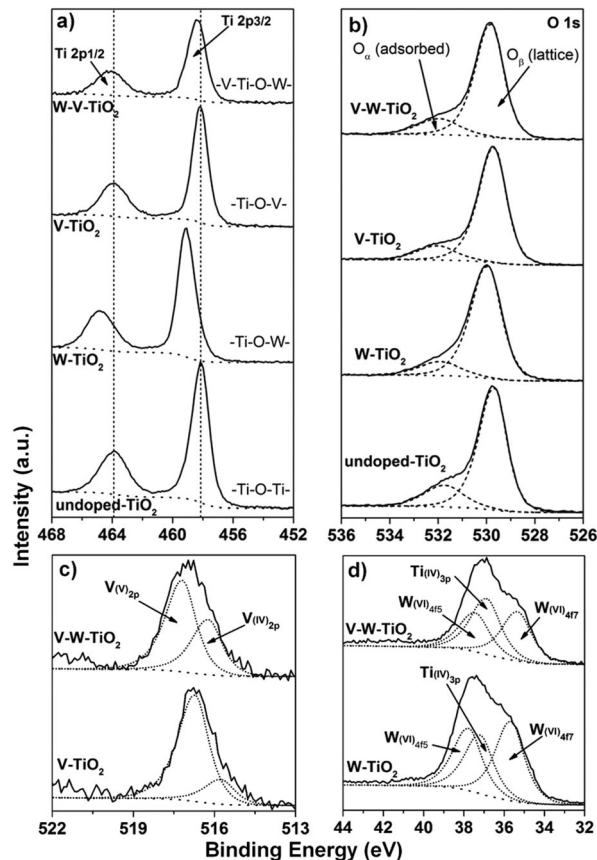 a)
Ti 2p3/2
Ti 2p1/2
-V-Ti-O-W-
W-V-TiO2
-Ti-O-V-
V-TiO2
-Ti-O-W-
W-TiO2
-Ti-O-Ti-
undoped-TiO2
468 464 460 456 452
b)
O 1s
Oα (adsorbed)
Oβ (lattice)
V-W-TiO2
V-TiO2
W-TiO2
undoped-TiO2
536 534 532 530 528 526
Intensity (a.u.)
c)
V(V)2p
V(IV)2p
V-W-TiO2
V-TiO2
522 519 516 513
d)
Ti(IV)3p
W(VI)4f5
W(VI)4f7
V-W-TiO2
Ti(IV)3p
W(VI)4f5
W(VI)4f7
W-TiO2
44 42 40 38 36 34 32
Binding Energy (eV)